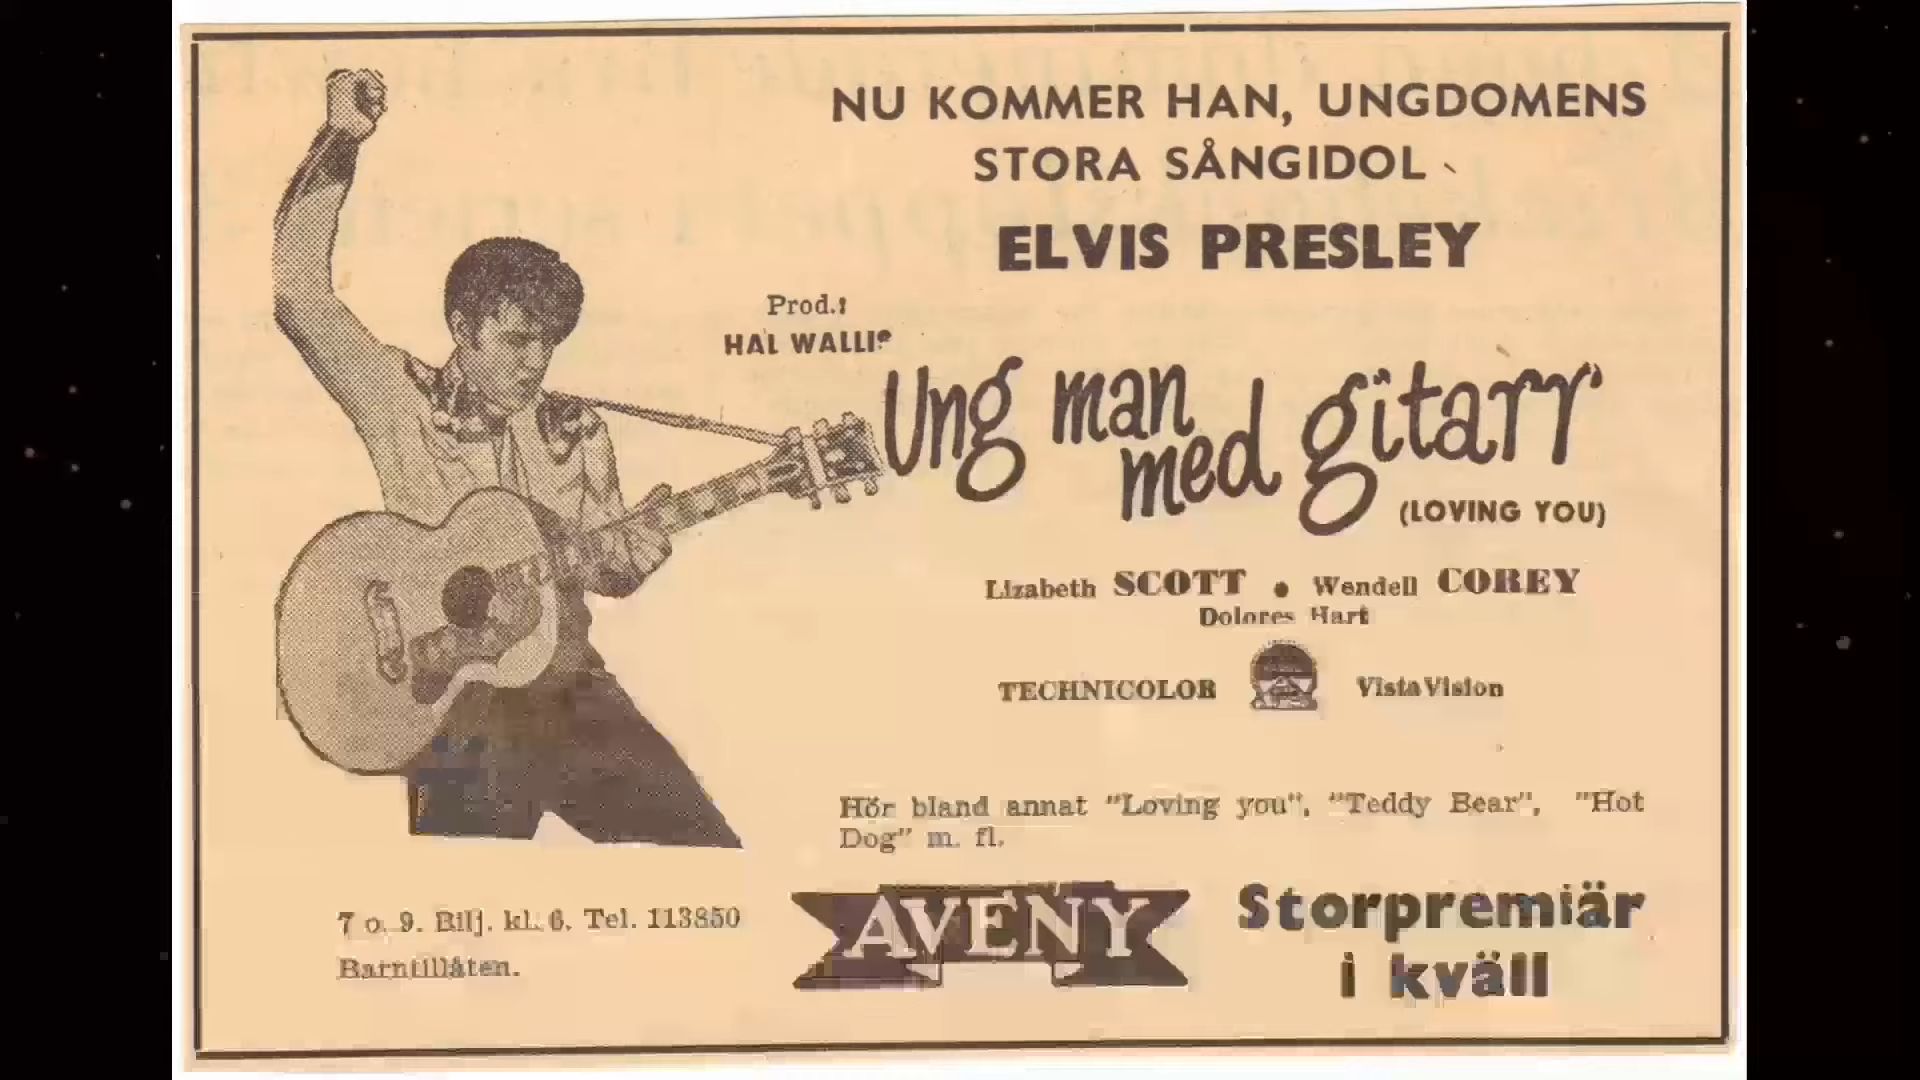 NU KOMMER HAN, UNGDOMENS
STORA SÅNGIDOL
ELVIS PRESLEY
Prod.:
HAL WALLIS
Ung man
med gitarr
(LOVING YOU)
Lizabeth SCOTT • Wendell COREY
Dolores Hart
TECHNICOLOR VistaVision
Hör bland annat "Loving you", "Teddy Bear", "Hot
Dog" m. fl.
7 o. 9. Bilj. kl. 6. Tel. 113850
Barntillåten.
AVENY
Storpremiär
i kväll